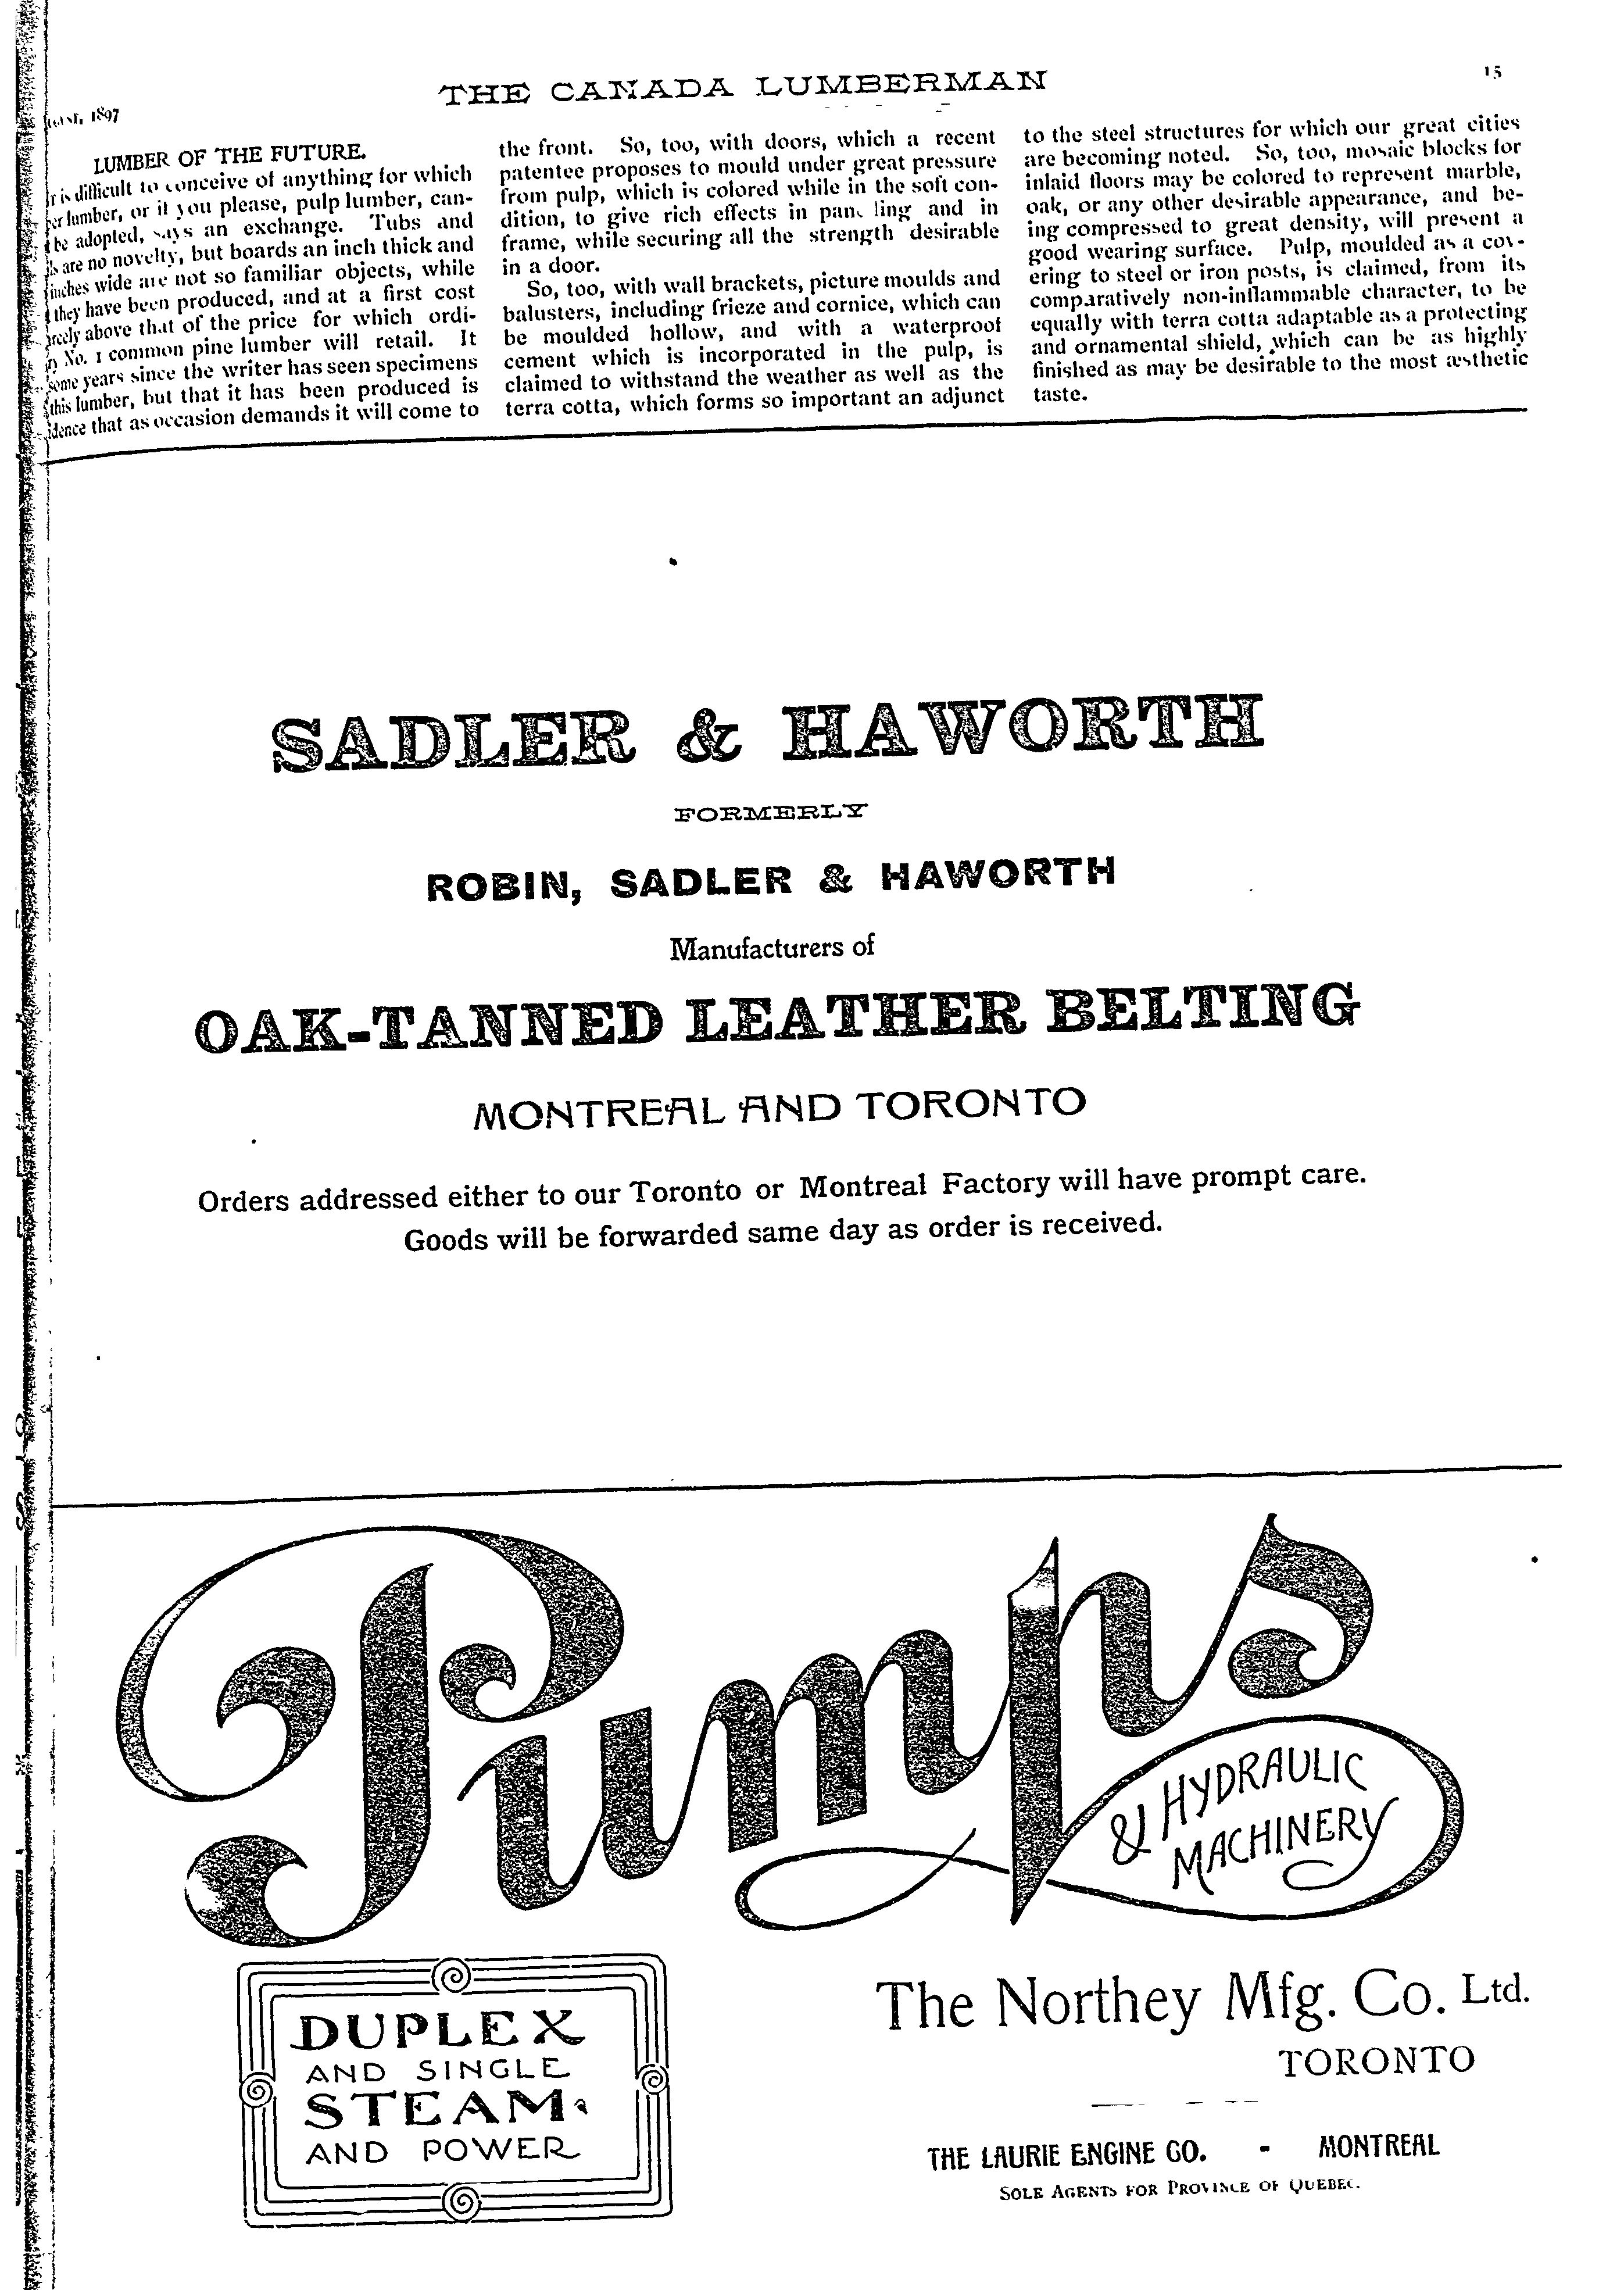 THE CANADA LUMBERMAN
15
1897
LUMBER OF THE FUTURE.
is difficult to conceive of anything for which
lumber, or if you please, pulp lumber, can-
be adopted, says an exchange. Tubs and
are no novelty, but boards an inch thick and
inches wide are not so familiar objects, while
they have been produced, and at a first cost
above that of the price for which ordi-
No. 1 common pine lumber will retail. It
some years since the writer has seen specimens
this lumber, but that it has been produced is
that as occasion demands it will come to
the front. So, too, with doors, which a recent
patentee proposes to mould under great pressure
from pulp, which is colored while in the soft con-
dition, to give rich effects in pan ling and in
frame, while securing all the strength desirable
in a door.
So, too, with wall brackets, picture moulds and
balusters, including frieze and cornice, which can
be moulded hollow, and with a waterproof
cement which is incorporated in the pulp, is
claimed to withstand the weather as well as the
terra cotta, which forms so important an adjunct
to the steel structures for which our great cities
are becoming noted. So, too, mosaic blocks for
inlaid floors may be colored to represent marble,
oak, or any other desirable appearance, and be-
ing compressed to great density, will present a
good wearing surface. Pulp, moulded as a cov-
ering to steel or iron posts, is claimed, from its
comparatively non-inflammable character, to be
equally with terra cotta adaptable as a protecting
and ornamental shield, which can be as highly
finished as may be desirable to the most æsthetic
taste.
SADLER & HAWORTH
FORMERLY
ROBIN, SADLER & HAWORTH
Manufacturers of
OAK-TANNED LEATHER BELTING
MONTREAL AND TORONTO
Orders addressed either to our Toronto or Montreal Factory will have prompt care.
Goods will be forwarded same day as order is received.
Pumps
& HYDRAULIC
MACHINERY
DUPLEX
AND SINGLE
STEAM
AND POWER
The Northey Mfg. Co. Ltd.
TORONTO
THE LAURIE ENGINE CO. - MONTREAL
SOLE AGENTS FOR PROVINCE OF QUEBEC.